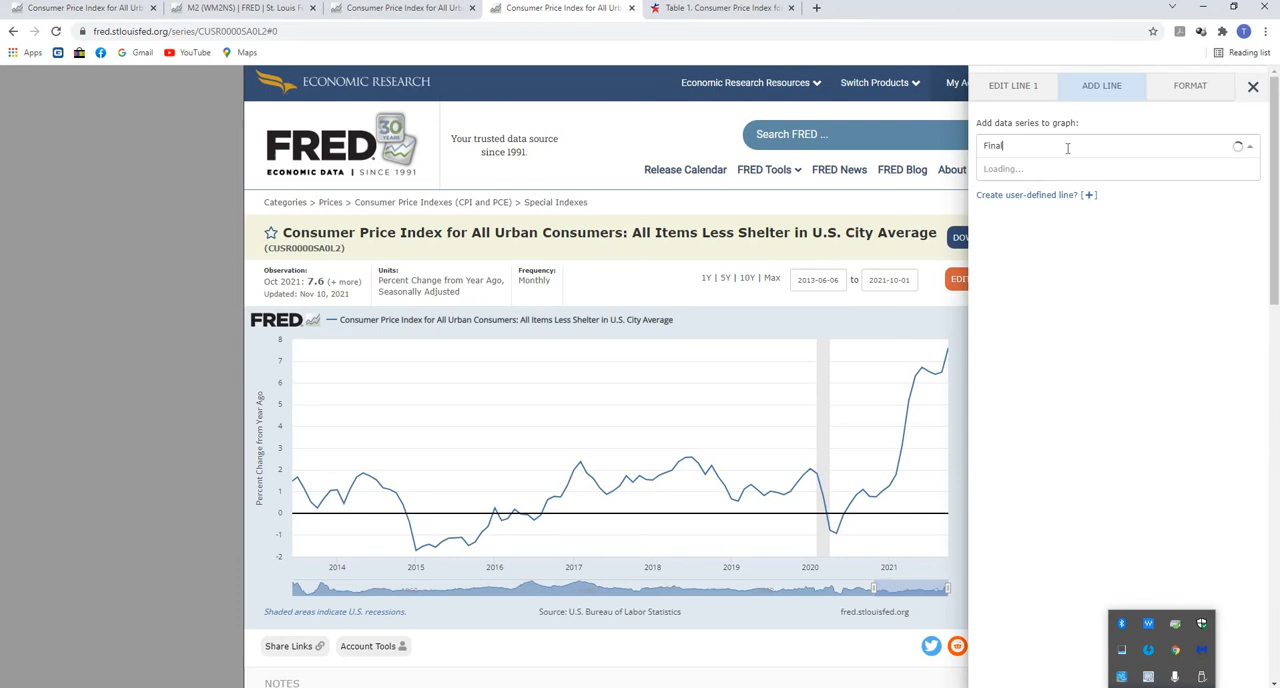 Consumer Price Index for All Urb
M2 (WM2NS) | FRED | St. Louis F
Consumer Price Index for All Urb
Consumer Price Index for All Urb
Table 1. Consumer Price Index for
fred.stlouisfed.org/series/CUSR0000SA0L2#0
T
Apps
Gmail
YouTube
Maps
Reading list
ECONOMIC RESEARCH
Economic Research Resources
Switch Products
My A
EDIT LINE 1
ADD LINE
FORMAT
FRED
30 YEARS
ECONOMIC DATA | SINCE 1991
Your trusted data source
since 1991.
Search FRED ...
Release Calendar
FRED Tools
FRED News
FRED Blog
About
Add data series to graph:
Final
Loading...
Create user-defined line? [+]
Categories > Prices > Consumer Price Indexes (CPI and PCE) > Special Indexes
Consumer Price Index for All Urban Consumers: All Items Less Shelter in U.S. City Average
(CUSR0000SA0L2)
DOW
Observation:
Oct 2021: 7.6 (+ more)
Updated: Nov 10, 2021
Units:
Percent Change from Year Ago,
Seasonally Adjusted
Frequency:
Monthly
1Y | 5Y | 10Y | Max
2013-06-06
to
2021-10-01
EDIT
FRED
Consumer Price Index for All Urban Consumers: All Items Less Shelter in U.S. City Average
Percent Change from Year Ago
8
7
6
5
4
3
2
1
0
-1
-2
2014
2015
2016
2017
2018
2019
2020
2021
Shaded areas indicate U.S. recessions.
Source: U.S. Bureau of Labor Statistics
fred.stlouisfed.org
Share Links
Account Tools
NOTES